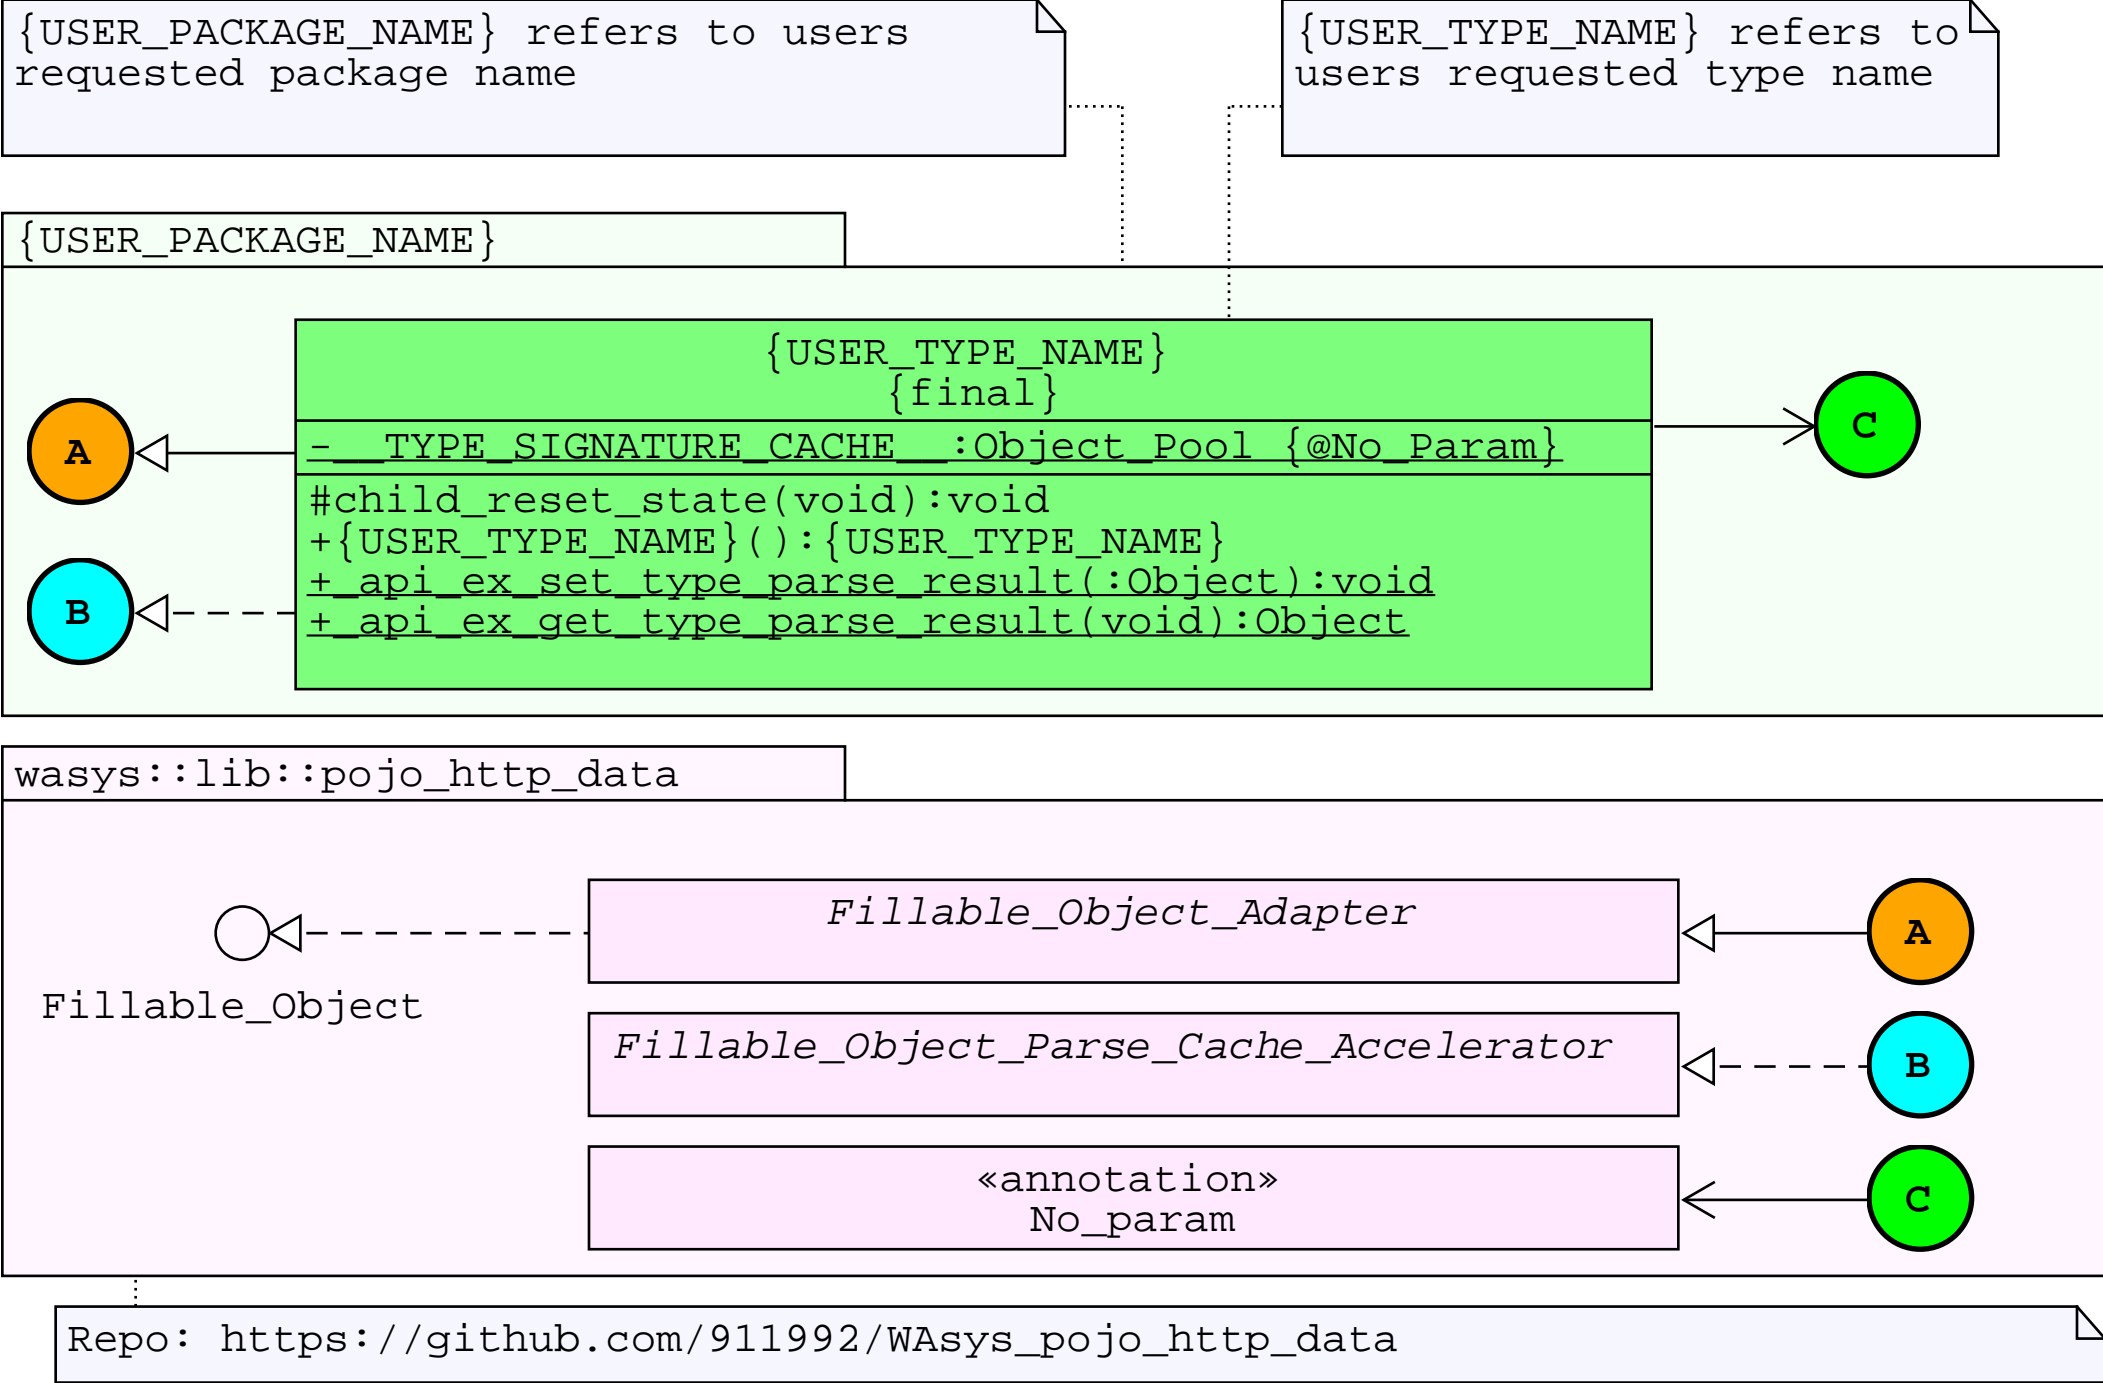 {USER_PACKAGE_NAME} refers to users
requested package name
{USER_TYPE_NAME} refers to
users requested type name
{USER_PACKAGE_NAME}
{USER_TYPE_NAME}
{final}
-__TYPE_SIGNATURE_CACHE__:Object_Pool {@No_Param}
#child_reset_state(void):void
+{USER_TYPE_NAME}():{USER_TYPE_NAME}
+_api_ex_set_type_parse_result(:Object):void
+_api_ex_get_type_parse_result(void):Object
A
B
C
wasys::lib::pojo_http_data
Fillable_Object
Fillable_Object_Adapter
A
Fillable_Object_Parse_Cache_Accelerator
B
«annotation»
No_param
C
Repo: https://github.com/911992/WAsys_pojo_http_data